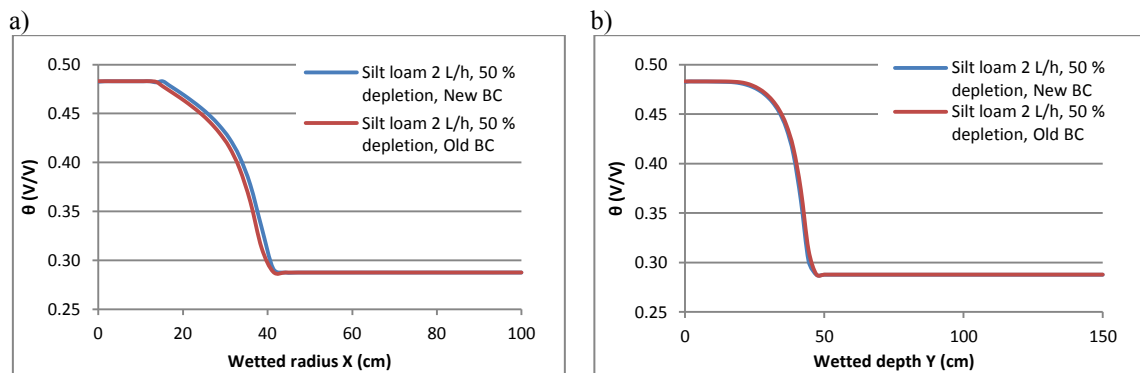 a)
0.50
0.45
0.40
0.35
0.30
0.25
θ (v/v)
0
20
40
60
80
100
Wetted radius X (cm)
Silt loam 2 L/h, 50 %
depletion, New BC
Silt loam 2 L/h, 50 %
depletion, Old BC
b)
0.50
0.45
0.40
0.35
0.30
0.25
θ (v/v)
0
50
100
150
Wetted depth Y (cm)
Silt loam 2 L/h, 50 %
depletion, New BC
Silt loam 2 L/h, 50 %
depletion, Old BC